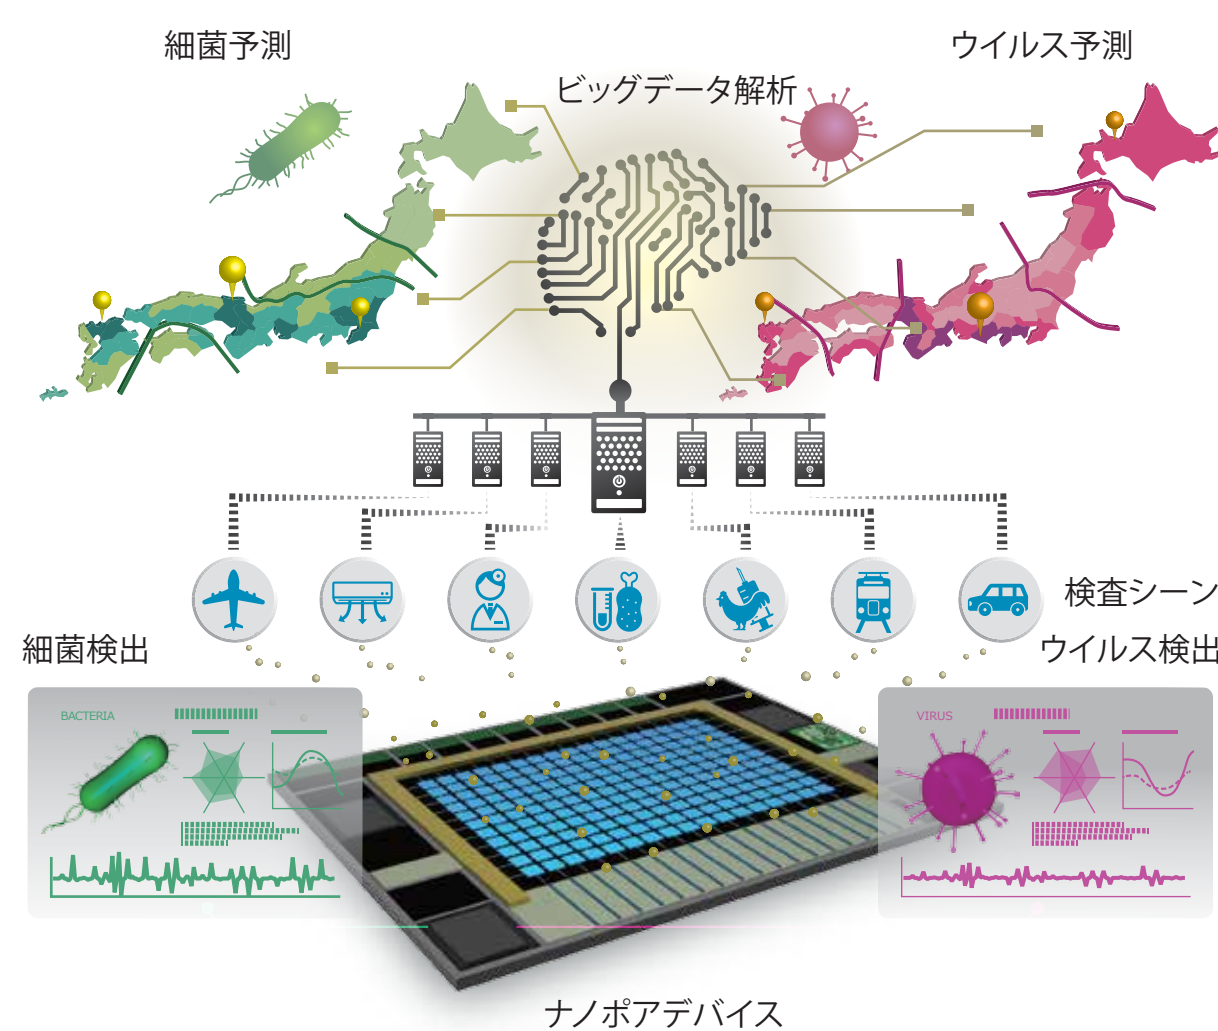 細菌予測
ウイルス予測
ビッグデータ解析
検査シーン
細菌検出
ウイルス検出
BACTERIA
VIRUS
ナノポアデバイス